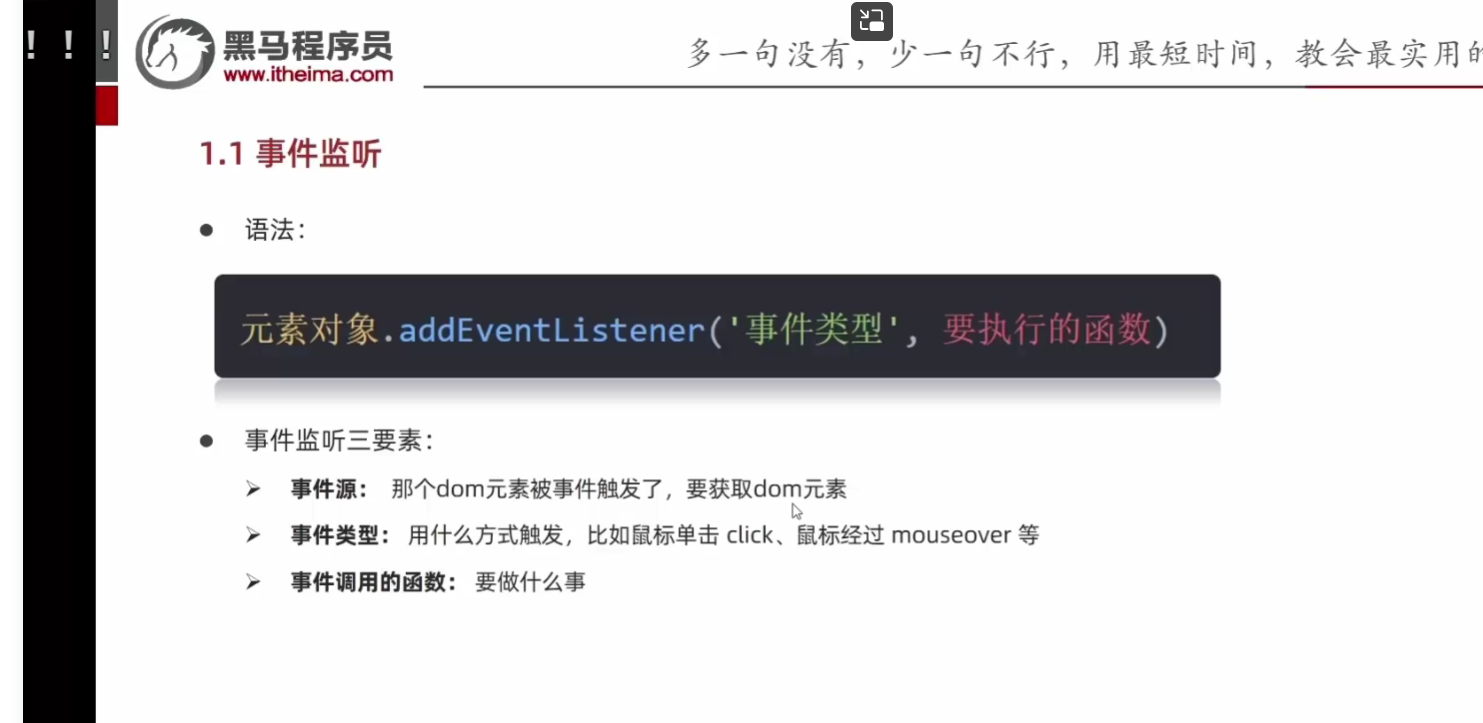 ！！！
黑马程序员
www.itheima.com
多一句没有，少一句不行，用最短时间，教会最实用的
1.1 事件监听
● 语法：
元素对象.addEventListener('事件类型', 要执行的函数)
● 事件监听三要素：
➢ 事件源： 那个dom元素被事件触发了，要获取dom元素
➢ 事件类型： 用什么方式触发，比如鼠标单击 click、鼠标经过 mouseover 等
➢ 事件调用的函数： 要做什么事